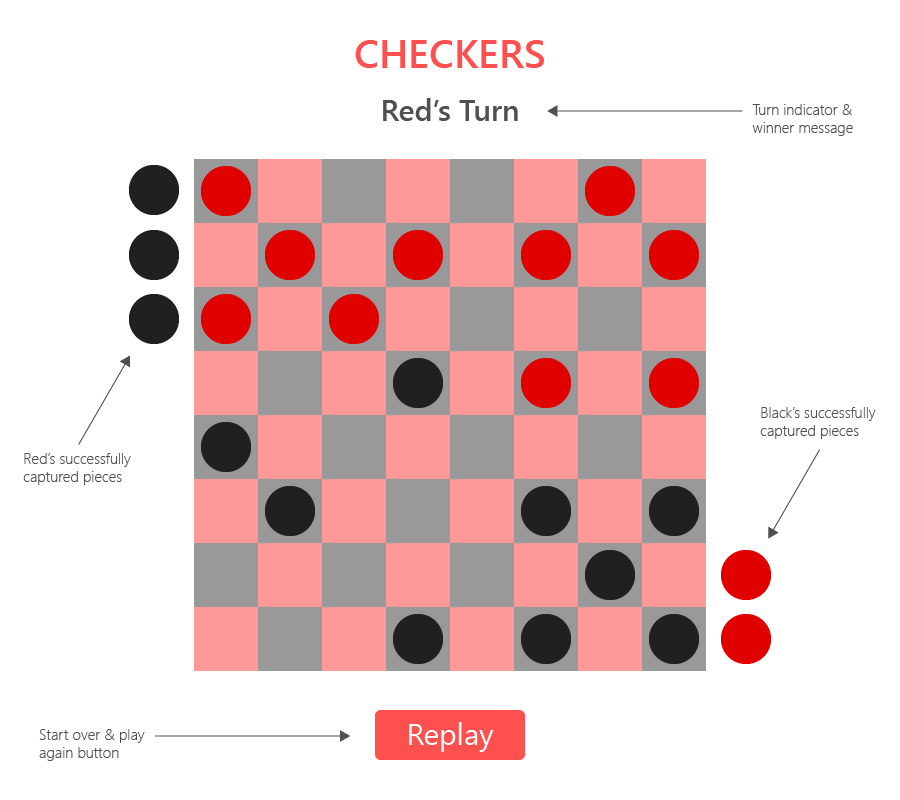 CHECKERS
Red’s Turn
Turn indicator &
winner message
Black’s successfully
captured pieces
Red’s successfully
captured pieces
Start over & play
again button
Replay